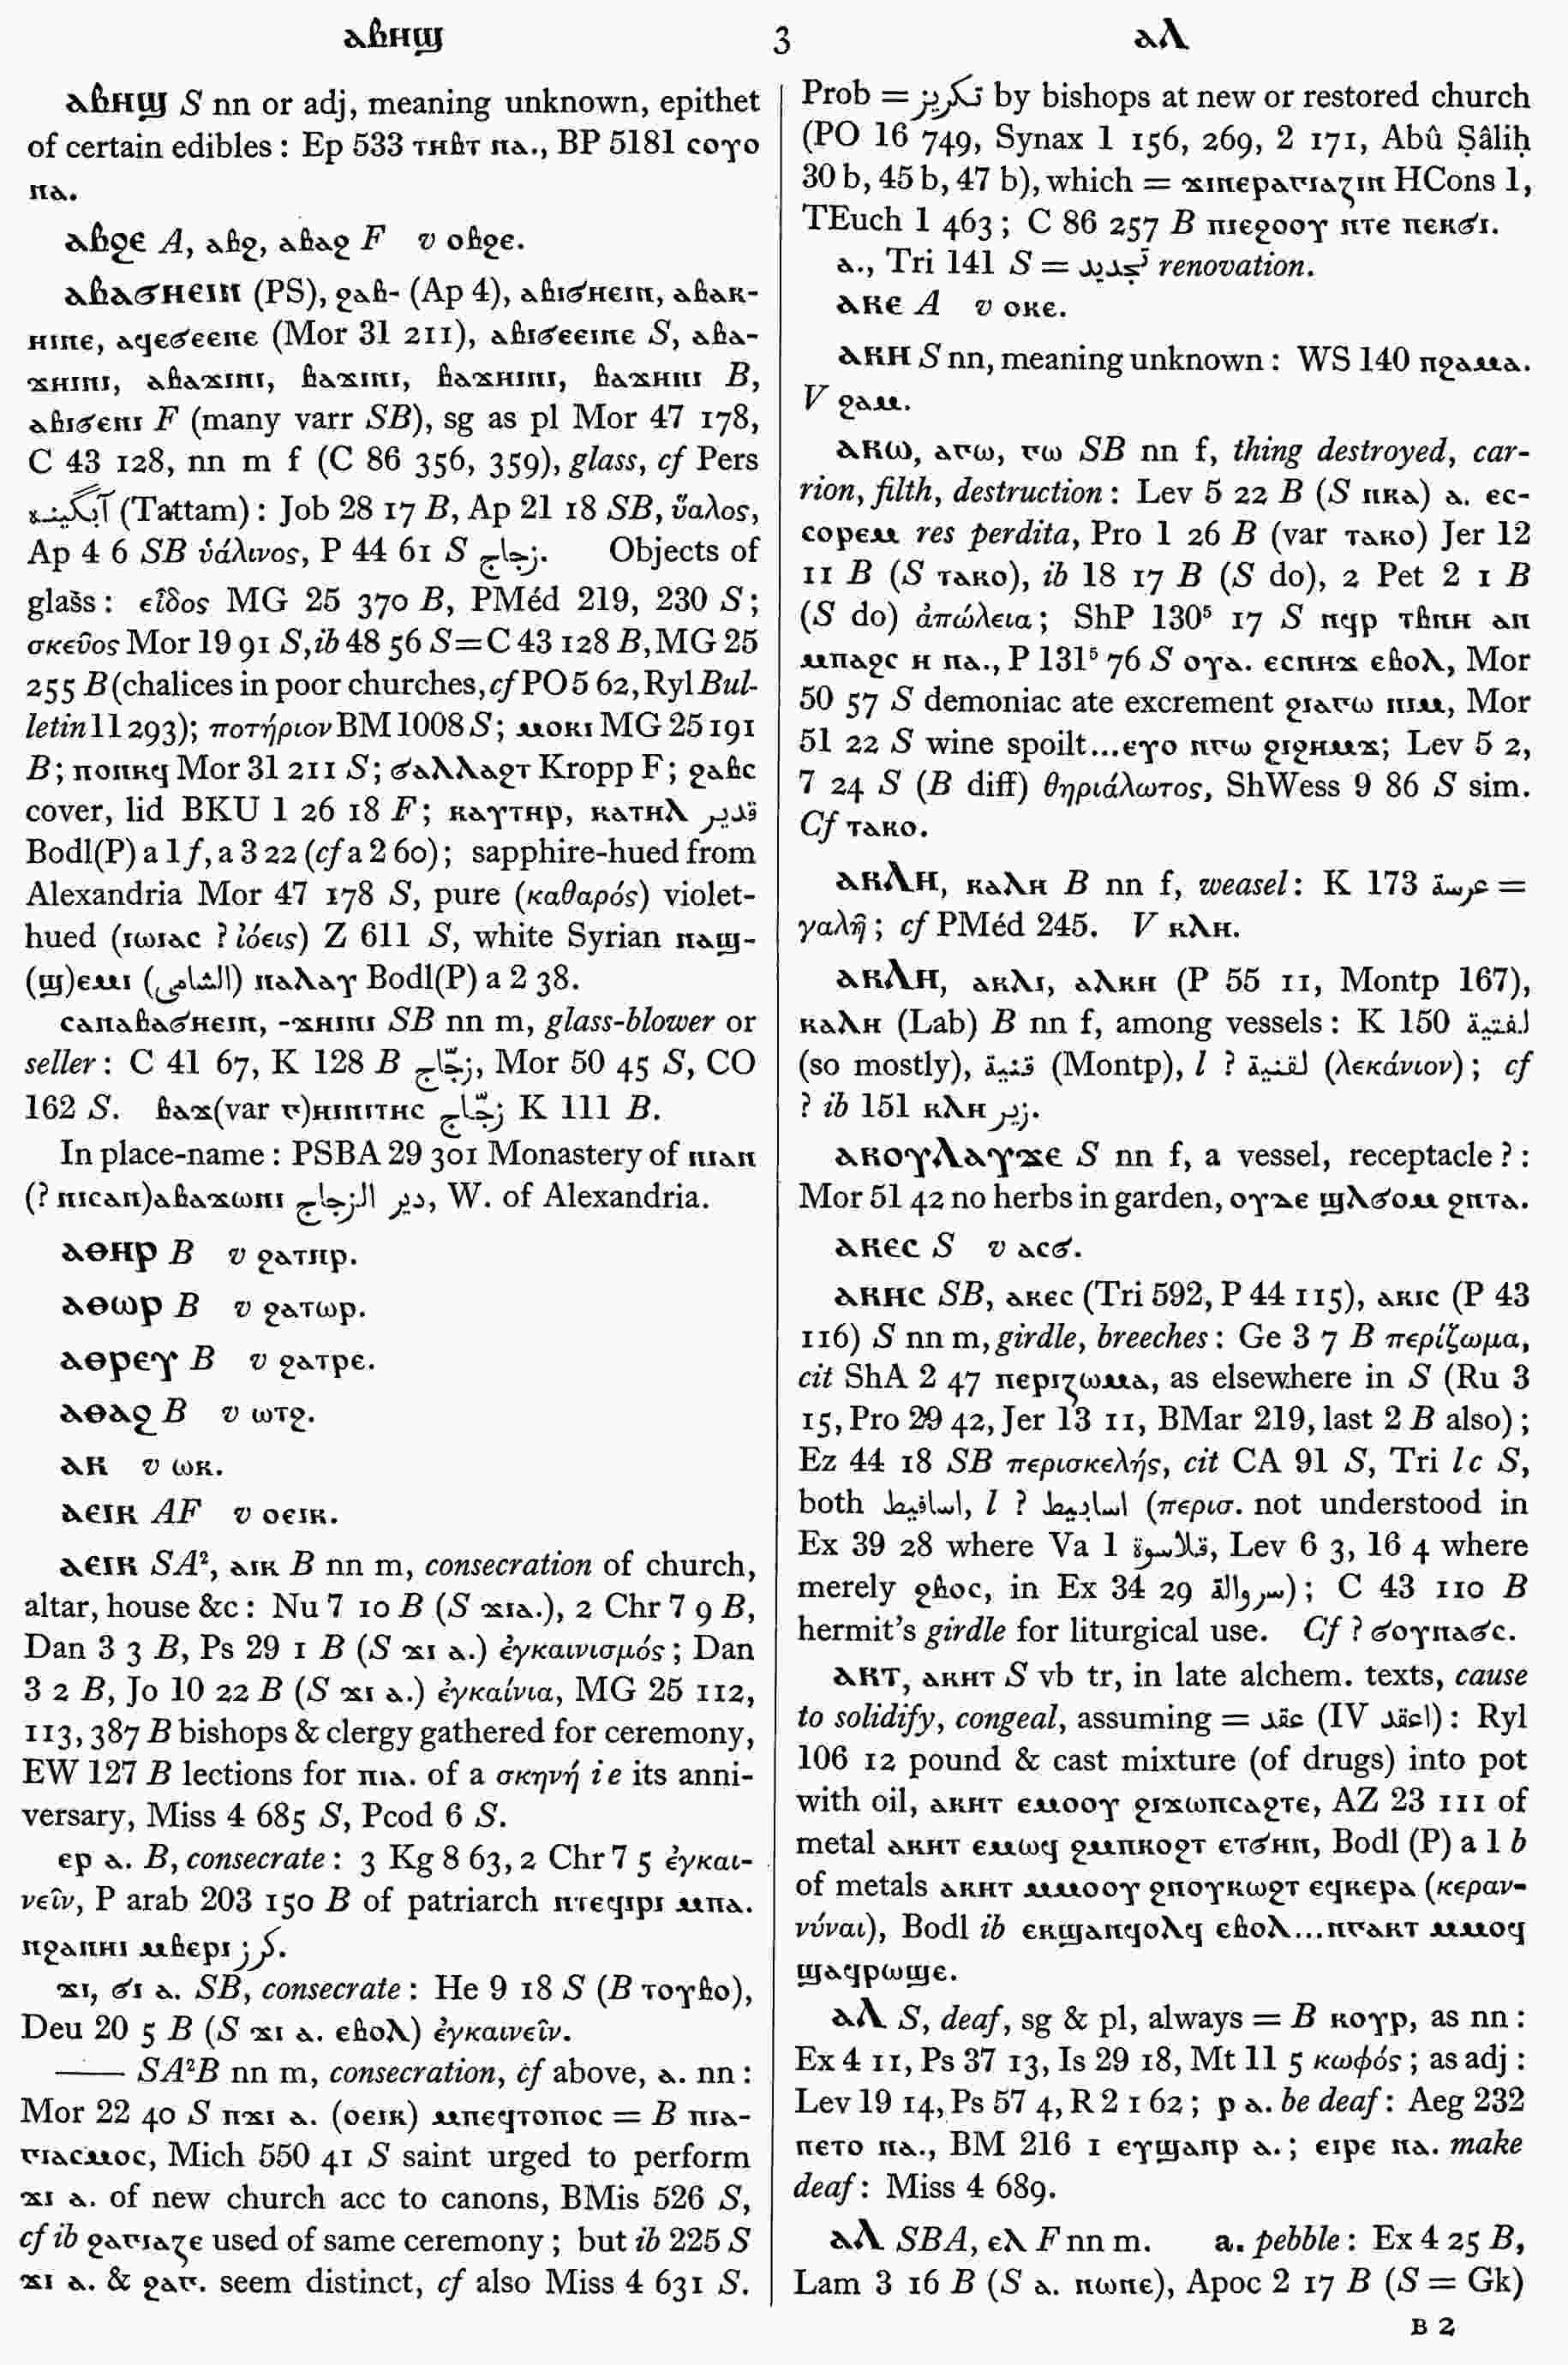 ⲁⲃⲏϣ 3 ⲁⲗ
ⲁⲃⲏϣ S nn or adj, meaning unknown, epithet
of certain edibles : Ep 533 ⲧⲏⲃⲧ ⲛⲁ., BP 5181 ⲥⲟⲩⲟ
ⲛⲁ.
ⲁⲃϩⲉ A, ⲁⲃϩ, ⲁⲃⲁϩ F v ⲟⲃϩⲉ.
ⲁⲃⲁϭⲏⲉⲓⲛ (PS), ϩⲁⲃ- (Ap 4), ⲁⲃⲓϭⲏⲉⲓⲛ, ⲁⲃⲁⲕ-
ⲏⲓⲛⲉ, ⲁϥⲉϭⲉⲉⲛⲉ (Mor 31 211), ⲁⲃⲓϭⲉⲉⲓⲛⲉ S, ⲁⲃⲁ-
ϫⲏⲓⲛⲓ, ⲁⲃⲁϫⲓⲛⲓ, ⲃⲁϫⲓⲛⲓ, ⲃⲁϫⲏⲓⲛⲓ, ⲃⲁϫⲏⲛⲓ B,
ⲁⲃⲓϭⲉⲛⲓ F (many varr SB), sg as pl Mor 47 178,
C 43 128, nn m f (C 86 356, 359), glass, cf Pers
آبگینه (Tattam) : Job 28 17 B, Ap 21 18 SB, ὕαλος,
Ap 4 6 SB ὑάλινος, P 44 61 S زجاج. Objects of
glass : εἶδος MG 25 370 B, PMéd 219, 230 S ;
σκεῦος Mor 19 91 S, ib 48 56 S = C 43 128 B, MG 25
255 B (chalices in poor churches, cf PO 5 62, Ryl Bul-
letin 11 293); ποτήριον BM 1008 S ; ⲙⲟⲕⲓ MG 25 191
B ; ⲡⲟⲛⲕϥ Mor 31 211 S ; ϭⲁⲗⲗⲁϩⲧ Kropp F ; ϩⲁⲃⲥ
cover, lid BKU 1 26 18 F ; ⲕⲁⲩⲧⲏⲣ, ⲕⲁⲧⲏⲗ قدير
Bodl(P) a 1 f, a 3 22 (cf a 2 60) ; sapphire-hued from
Alexandria Mor 47 178 S, pure (καθαρός) violet-
hued (ⲓⲱⲓⲁⲥ ? ἰόεις) Z 611 S, white Syrian ⲛⲁϣ-
(ϣ)ⲉⲙⲓ (الشامى) ⲡⲁⲗⲁⲩ Bodl(P) a 2 38.
ⲥⲁⲛⲁⲃⲁϭⲏⲉⲓⲛ, -ϫⲏⲓⲛⲓ SB nn m, glass-blower or
seller : C 41 67, K 128 B زجّاج, Mor 50 45 S, CO
162 S. ⲃⲁϫ(var ⲅ)ⲏⲓⲛⲓⲧⲏⲥ زجّاج K 111 B.
In place-name : PSBA 29 301 Monastery of ⲛⲓⲁⲛ
(? ⲡⲓⲥⲁⲛ)ⲁⲃⲁϫⲱⲛⲓ دير الزجاج, W. of Alexandria.
ⲁⲑⲏⲣ B v ϩⲁⲧⲏⲣ.
ⲁⲑⲱⲣ B v ϩⲁⲧⲱⲣ.
ⲁⲑⲣⲉⲩ B v ϩⲁⲧⲣⲉ.
ⲁⲑⲁϩ B v ⲱⲧϩ.
ⲁⲕ v ⲱⲕ.
ⲁⲉⲓⲕ AF v ⲟⲉⲓⲕ.
ⲁⲉⲓⲕ SA², ⲁⲓⲕ B nn m, consecration of church,
altar, house &c : Nu 7 10 B (S ϫⲓⲁ.), 2 Chr 7 9 B,
Dan 3 3 B, Ps 29 1 B (S ϫⲓ ⲁ.) ἐγκαινισμός ; Dan
3 2 B, Jo 10 22 B (S ϫⲓ ⲁ.) ἐγκαίνια, MG 25 112,
113, 387 B bishops & clergy gathered for ceremony,
EW 127 B lections for ⲡⲓⲁ. of a σκηνή i e its anni-
versary, Miss 4 685 S, Pcod 6 S.
ⲉⲣ ⲁ. B, consecrate : 3 Kg 8 63, 2 Chr 7 5 ἐγκαι-
νεῖν, P arab 203 150 B of patriarch ⲛⲧⲉϥⲓⲣⲓ ⲙⲡⲁ.
ⲛϩⲁⲛⲏⲓ ⲙⲃⲉⲣⲓ كرز.
ϫⲓ, ϭⲓ ⲁ. SB, consecrate : He 9 18 S (B ⲧⲟⲩⲃⲟ),
Deu 20 5 B (S ϫⲓ ⲁ. ⲉⲃⲟⲗ) ἐγκαινεῖν.
—— SA²B nn m, consecration, cf above, ⲁ. nn :
Mor 22 40 S ⲡϫⲓ ⲁ. (ⲟⲉⲓⲕ) ⲙⲡⲉϥⲧⲟⲡⲟⲥ = B ⲡⲓⲁ-
ⲅⲓⲁⲥⲙⲟⲥ, Mich 550 41 S saint urged to perform
ϫⲓ ⲁ. of new church acc to canons, BMis 526 S,
cf ib ϩⲁⲅⲓⲁⲍⲉ used of same ceremony ; but ib 225 S
ϫⲓ ⲁ. & ϩⲁⲅ. seem distinct, cf also Miss 4 631 S.
Prob = تكريز by bishops at new or restored church
(PO 16 749, Synax 1 156, 269, 2 171, Abû Ṣâliḥ
30 b, 45 b, 47 b), which = ϫⲓⲛⲉⲣⲁⲅⲓⲁⲍⲓⲛ HCons 1,
TEuch 1 463 ; C 86 257 B ⲡⲓⲉϩⲟⲟⲩ ⲛⲧⲉ ⲡⲉⲕϭⲓ.
ⲁ., Tri 141 S = تجديد renovation.
ⲁⲕⲉ A v ⲟⲕⲉ.
ⲁⲕⲏ S nn, meaning unknown : WS 140 ⲡϩⲁⲙⲁ.
V ϩⲁⲙ.
ⲁⲕⲱ, ⲁⲅⲱ, ⲅⲱ SB nn f, thing destroyed, car-
rion, filth, destruction : Lev 5 22 B (S ⲛⲕⲁ) ⲁ. ⲉⲥ-
ⲥⲟⲣⲉⲙ res perdita, Pro 1 26 B (var ⲧⲁⲕⲟ) Jer 12
11 B (S ⲧⲁⲕⲟ), ib 18 17 B (S do), 2 Pet 2 1 B
(S do) ἀπώλεια ; ShP 130⁵ 17 S ⲛϥⲣ ⲧⲃⲛⲏ ⲁⲛ
ⲙⲡⲁϩⲥ ⲏ ⲛⲁ., P 131⁵ 76 S ⲟⲩⲁ. ⲉⲥⲛⲏϫ ⲉⲃⲟⲗ, Mor
50 57 S demoniac ate excrement ϩⲓⲁⲅⲱ ⲛⲓⲙ, Mor
51 22 S wine spoilt...ⲉⲩⲟ ⲛⲅⲱ ϩⲓϩⲏⲙϫ; Lev 5 2,
7 24 S (B diff) θηριάλωτος, ShWess 9 86 S sim.
Cf ⲧⲁⲕⲟ.
ⲁⲕⲗⲏ, ⲕⲁⲗⲏ B nn f, weasel : K 173 عرسة =
γαλῆ ; cf PMéd 245. V ⲕⲗⲏ.
ⲁⲕⲗⲏ, ⲁⲕⲗⲓ, ⲁⲗⲕⲏ (P 55 11, Montp 167),
ⲕⲁⲗⲏ (Lab) B nn f, among vessels : K 150 لفتية
(so mostly), قنية (Montp), l ? لقنية (λεκάνιον) ; cf
? ib 151 ⲕⲗⲏ زير.
ⲁⲕⲟⲩⲗⲁⲩϫⲉ S nn f, a vessel, receptacle ? :
Mor 51 42 no herbs in garden, ⲟⲩⲇⲉ ϣⲗϭⲟⲙ ϩⲛⲧⲁ.
ⲁⲕⲉⲥ S v ⲁⲥϭ.
ⲁⲕⲏⲥ SB, ⲁⲕⲉⲥ (Tri 592, P 44 115), ⲁⲕⲓⲥ (P 43
116) S nn m, girdle, breeches : Ge 3 7 B περίζωμα,
cit ShA 2 47 ⲡⲉⲣⲓⲍⲱⲙⲁ, as elsewhere in S (Ru 3
15, Pro 29 42, Jer 13 11, BMar 219, last 2 B also) ;
Ez 44 18 SB περισκελής, cit CA 91 S, Tri l c S,
both اسافيط, l ? اسابيط (περισ. not understood in
Ex 39 28 where Va 1 قلاسوة, Lev 6 3, 16 4 where
merely ϩⲃⲟⲥ, in Ex 34 29 سروالة) ; C 43 110 B
hermit's girdle for liturgical use. Cf ? ϭⲟⲩⲛⲁϭⲥ.
ⲁⲕⲧ, ⲁⲕⲏⲧ S vb tr, in late alchem. texts, cause
to solidify, congeal, assuming = عقد (IV اعقد) : Ryl
106 12 pound & cast mixture (of drugs) into pot
with oil, ⲁⲕⲏⲧ ⲉⲙⲟⲟⲩ ϩⲓϫⲱⲡⲥⲁϩⲧⲉ, AZ 23 111 of
metal ⲁⲕⲏⲧ ⲉⲙⲱϥ ϩⲙⲡⲕⲟϩⲧ ⲉⲧϭⲏⲡ, Bodl (P) a 1 b
of metals ⲁⲕⲏⲧ ⲙⲙⲟⲟⲩ ϩⲛⲟⲩⲕⲱϩⲧ ⲉϥⲕⲉⲣⲁ (κεραν-
νύναι), Bodl ib ⲉⲕϣⲁⲛϥⲟⲗϥ ⲉⲃⲟⲗ...ⲛⲅⲁⲕⲧ ⲙⲙⲟϥ
ϣⲁϥⲣⲱϣⲉ.
ⲁⲗ S, deaf, sg & pl, always = B ⲕⲟⲩⲣ, as nn :
Ex 4 11, Ps 37 13, Is 29 18, Mt 11 5 κωφός ; as adj :
Lev 19 14, Ps 57 4, R 2 1 62 ; ⲣ ⲁ. be deaf : Aeg 232
ⲡⲉⲧⲟ ⲛⲁ., BM 216 1 ⲉⲩϣⲁⲛⲣ ⲁ. ; ⲉⲓⲣⲉ ⲛⲁ. make
deaf : Miss 4 689.
ⲁⲗ SBA, ⲉⲗ F nn m. a. pebble : Ex 4 25 B,
Lam 3 16 B (S ⲁ. ⲛⲱⲛⲉ), Apoc 2 17 B (S = Gk)
B 2